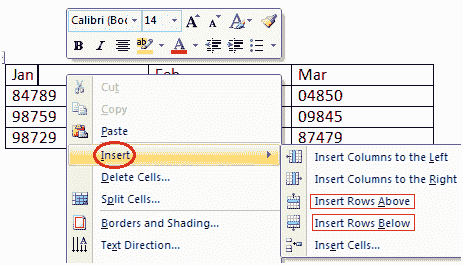 Calibri (Boc 14 A A A
B I ab A
Jan Feb Mar
84789 04850
98759 09845
98729 87479
Cut
Copy
Paste
Insert
Delete Cells...
Split Cells...
Borders and Shading...
Text Direction...
Insert Columns to the Left
Insert Columns to the Right
Insert Rows Above
Insert Rows Below
Insert Cells...